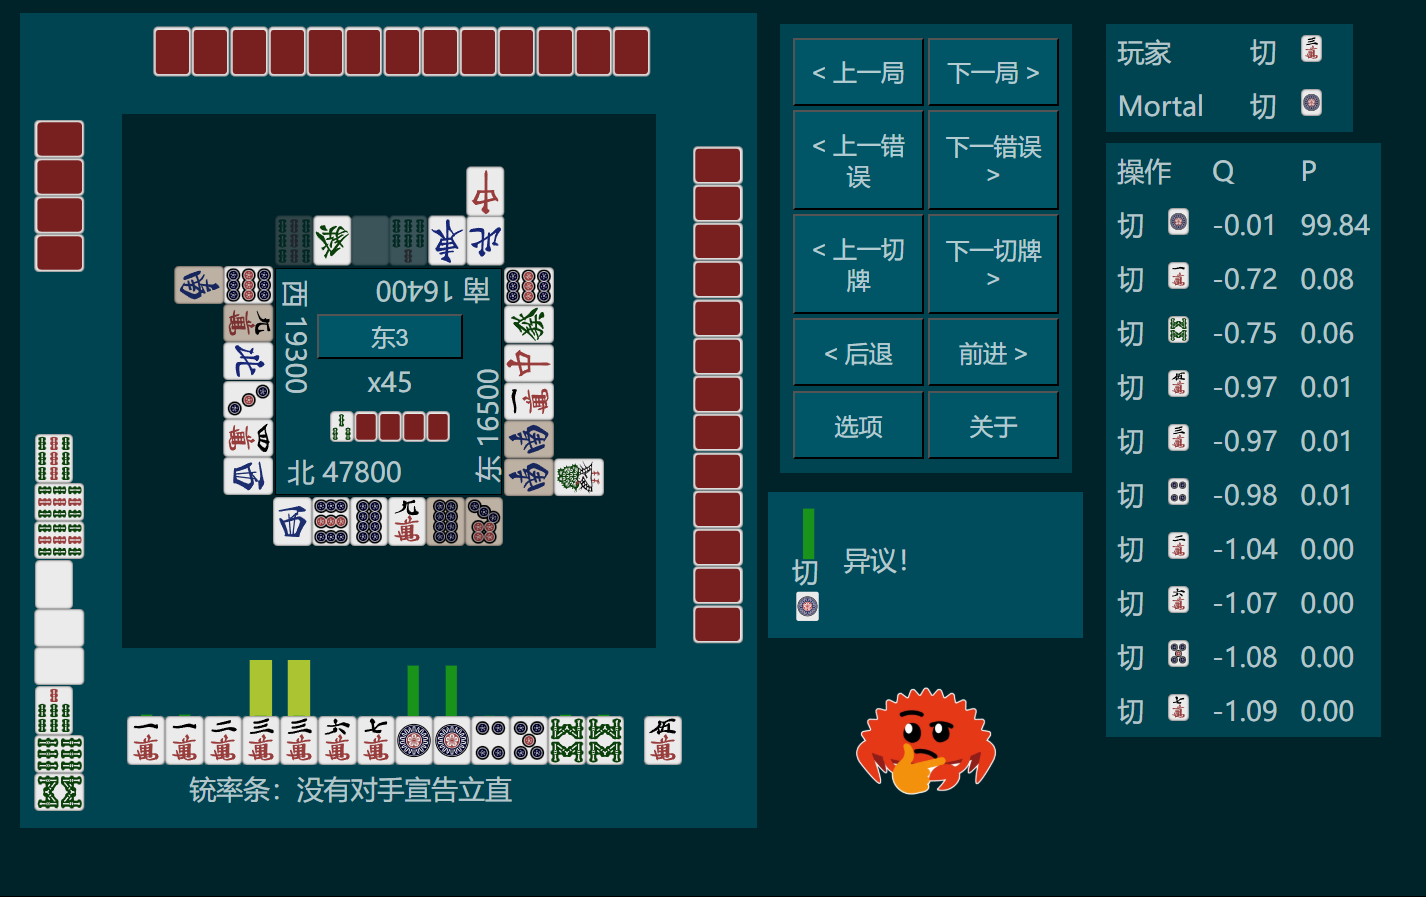 < 上一局
下一局 >
< 上一错误
下一错误 >
< 上一切牌
下一切牌 >
< 后退
前进 >
选项
关于
玩家 切
Mortal 切
操作 Q P
切 -0.01 99.84
切 -0.72 0.08
切 -0.75 0.06
切 -0.97 0.01
切 -0.97 0.01
切 -0.98 0.01
切 -1.04 0.00
切 -1.07 0.00
切 -1.08 0.00
切 -1.09 0.00
南 16400
西 19300
东3
x45
东 16500
北 47800
切
异议!
铳率条：没有对手宣告立直